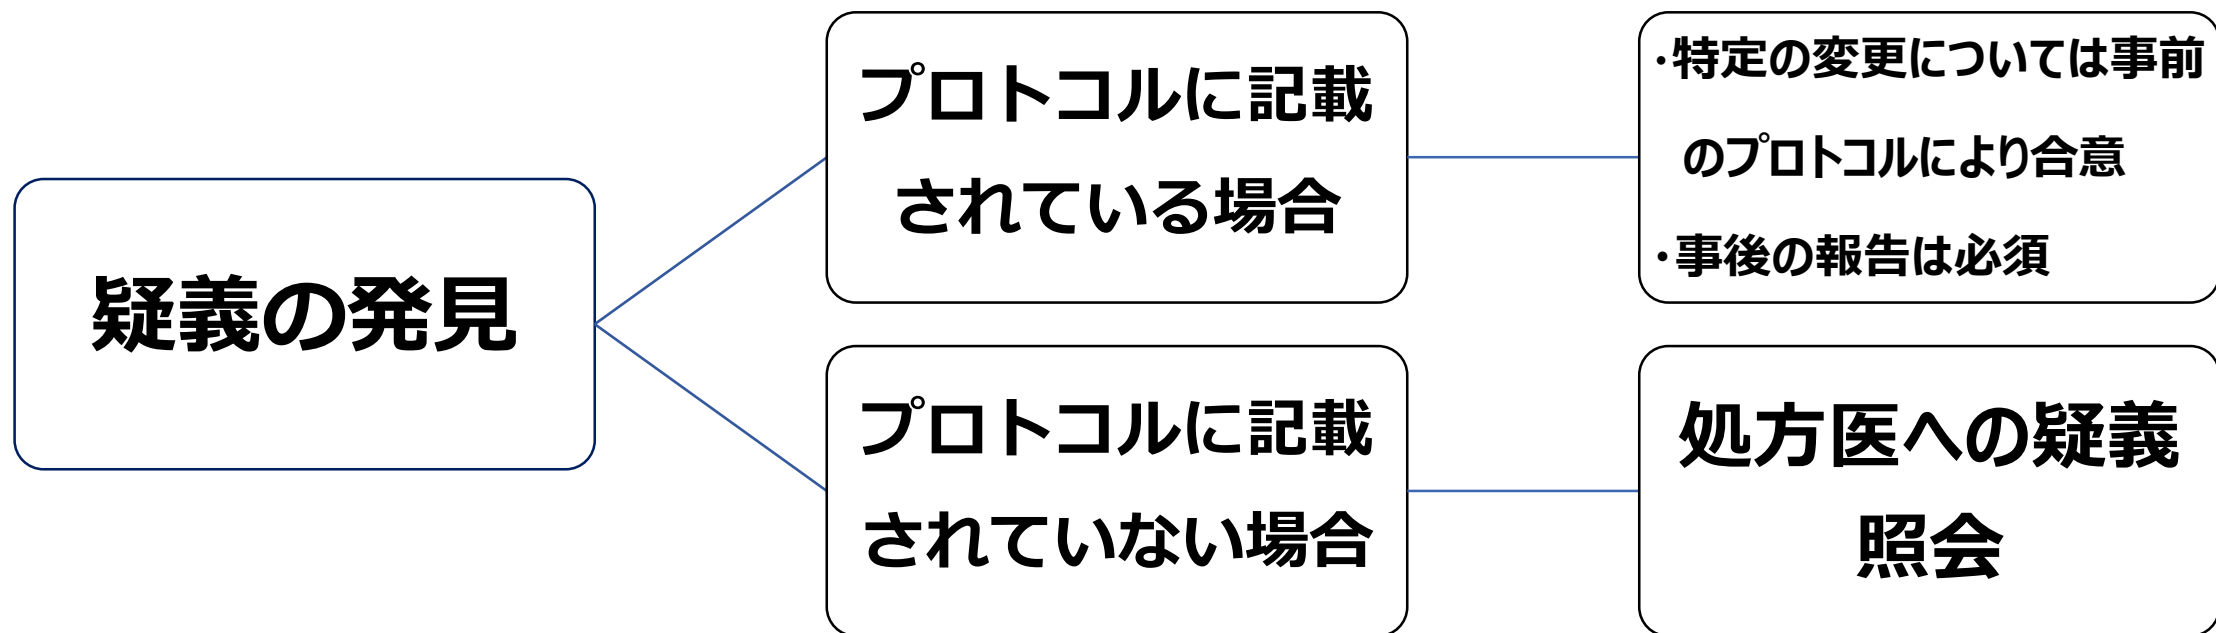 疑義の発見
プロトコルに記載
されている場合
・特定の変更については事前
のプロトコルにより合意
・事後の報告は必須
プロトコルに記載
されていない場合
処方医への疑義
照会